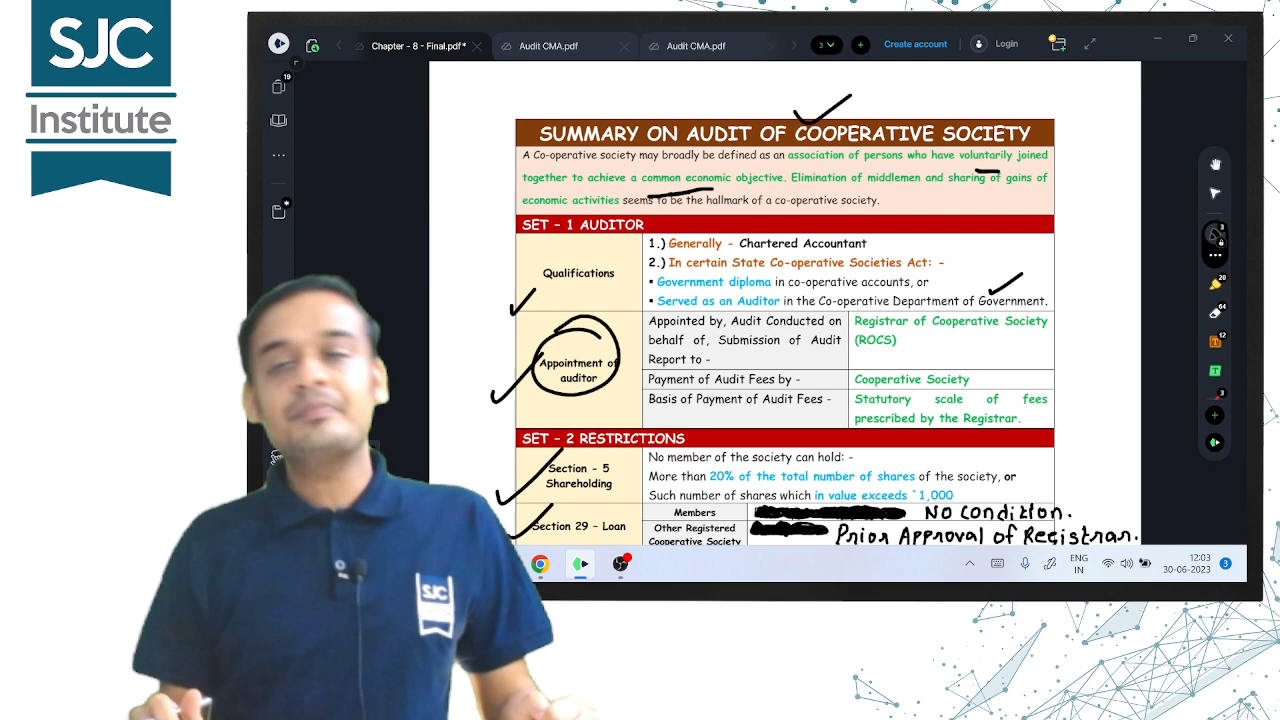 SJC
Institute
Chapter - 8 - Final.pdf*
Audit CMA.pdf
Audit CMA.pdf
3
Create account
Login
19
SUMMARY ON AUDIT OF COOPERATIVE SOCIETY
A Co-operative society may broadly be defined as an association of persons who have voluntarily joined
together to achieve a common economic objective. Elimination of middlemen and sharing of gains of
economic activities seems to be the hallmark of a co-operative society.
SET - 1 AUDITOR
Qualifications
1.) Generally - Chartered Accountant
2.) In certain State Co-operative Societies Act: -
▪ Government diploma in co-operative accounts, or
▪ Served as an Auditor in the Co-operative Department of Government.
Appointment of
auditor
Appointed by, Audit Conducted on
behalf of, Submission of Audit
Report to -
Registrar of Cooperative Society
(ROCS)
Payment of Audit Fees by -
Cooperative Society
Basis of Payment of Audit Fees -
Statutory scale of fees
prescribed by the Registrar.
SET - 2 RESTRICTIONS
Section - 5
Shareholding
No member of the society can hold: -
More than 20% of the total number of shares of the society, or
Such number of shares which in value exceeds `1,000
Section 29 - Loan
Members
No Condition.
Other Registered
Cooperative Society
Prior Approval of Registrar.
3
20
64
12
T
3
ENG
IN
12:03
30-06-2023
3
SJC